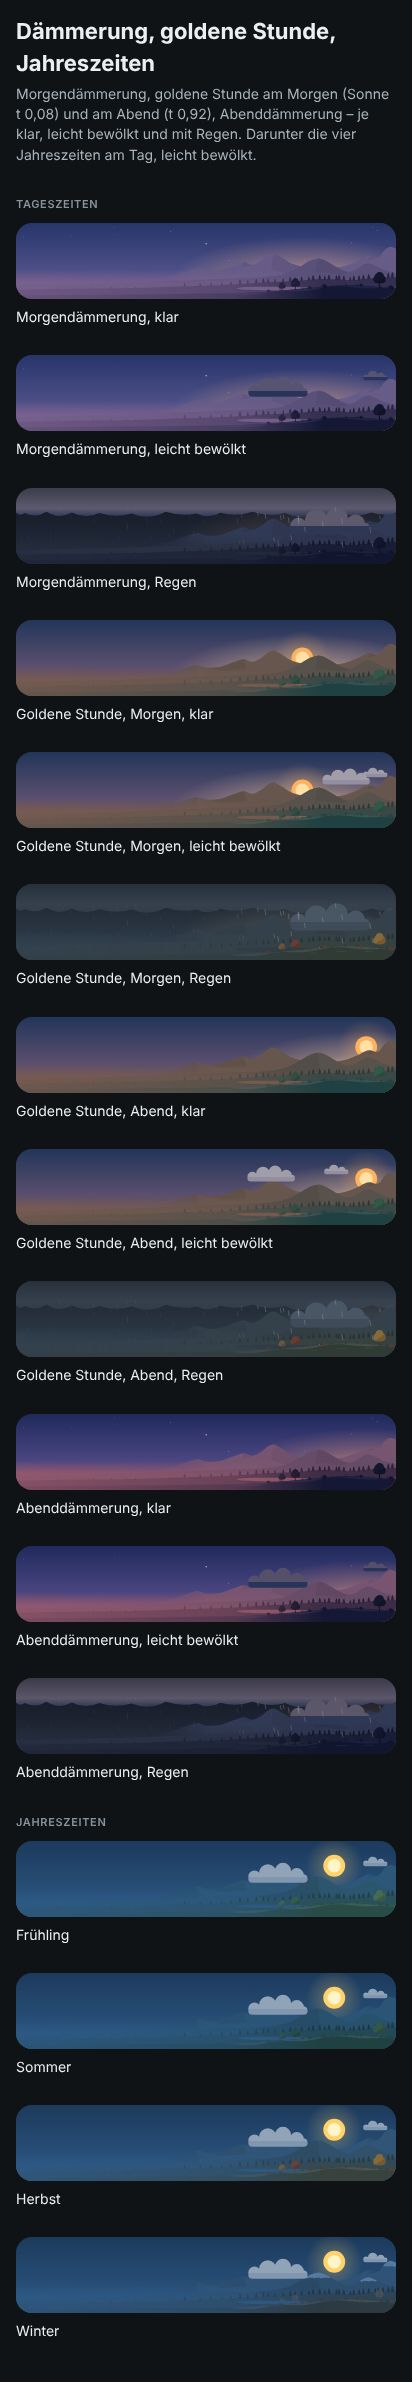 Dämmerung, goldene Stunde,
Jahreszeiten
Morgendämmerung, goldene Stunde am Morgen (Sonne
t 0,08) und am Abend (t 0,92), Abenddämmerung – je
klar, leicht bewölkt und mit Regen. Darunter die vier
Jahreszeiten am Tag, leicht bewölkt.
TAGESZEITEN
Morgendämmerung, klar
Morgendämmerung, leicht bewölkt
Morgendämmerung, Regen
Goldene Stunde, Morgen, klar
Goldene Stunde, Morgen, leicht bewölkt
Goldene Stunde, Morgen, Regen
Goldene Stunde, Abend, klar
Goldene Stunde, Abend, leicht bewölkt
Goldene Stunde, Abend, Regen
Abenddämmerung, klar
Abenddämmerung, leicht bewölkt
Abenddämmerung, Regen
JAHRESZEITEN
Frühling
Sommer
Herbst
Winter